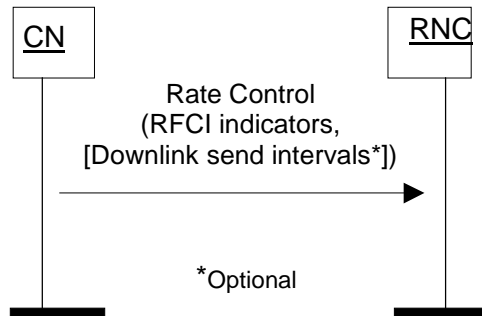 CN
RNC
Rate Control
(RFCI indicators,
[Downlink send intervals*])
*Optional